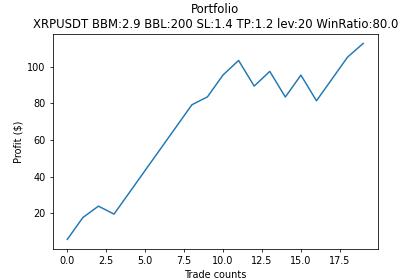 Portfolio
XRPUSDT BBM:2.9 BBL:200 SL:1.4 TP:1.2 lev:20 WinRatio:80.0
100
80
60
40
20
Profit ($)
0.0 2.5 5.0 7.5 10.0 12.5 15.0 17.5
Trade counts